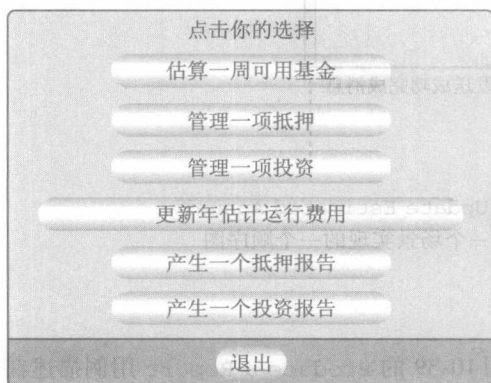 点击你的选择
估算一周可用基金
管理一项抵押
管理一项投资
更新年估计运行费用
产生一个抵押报告
产生一个投资报告
退出